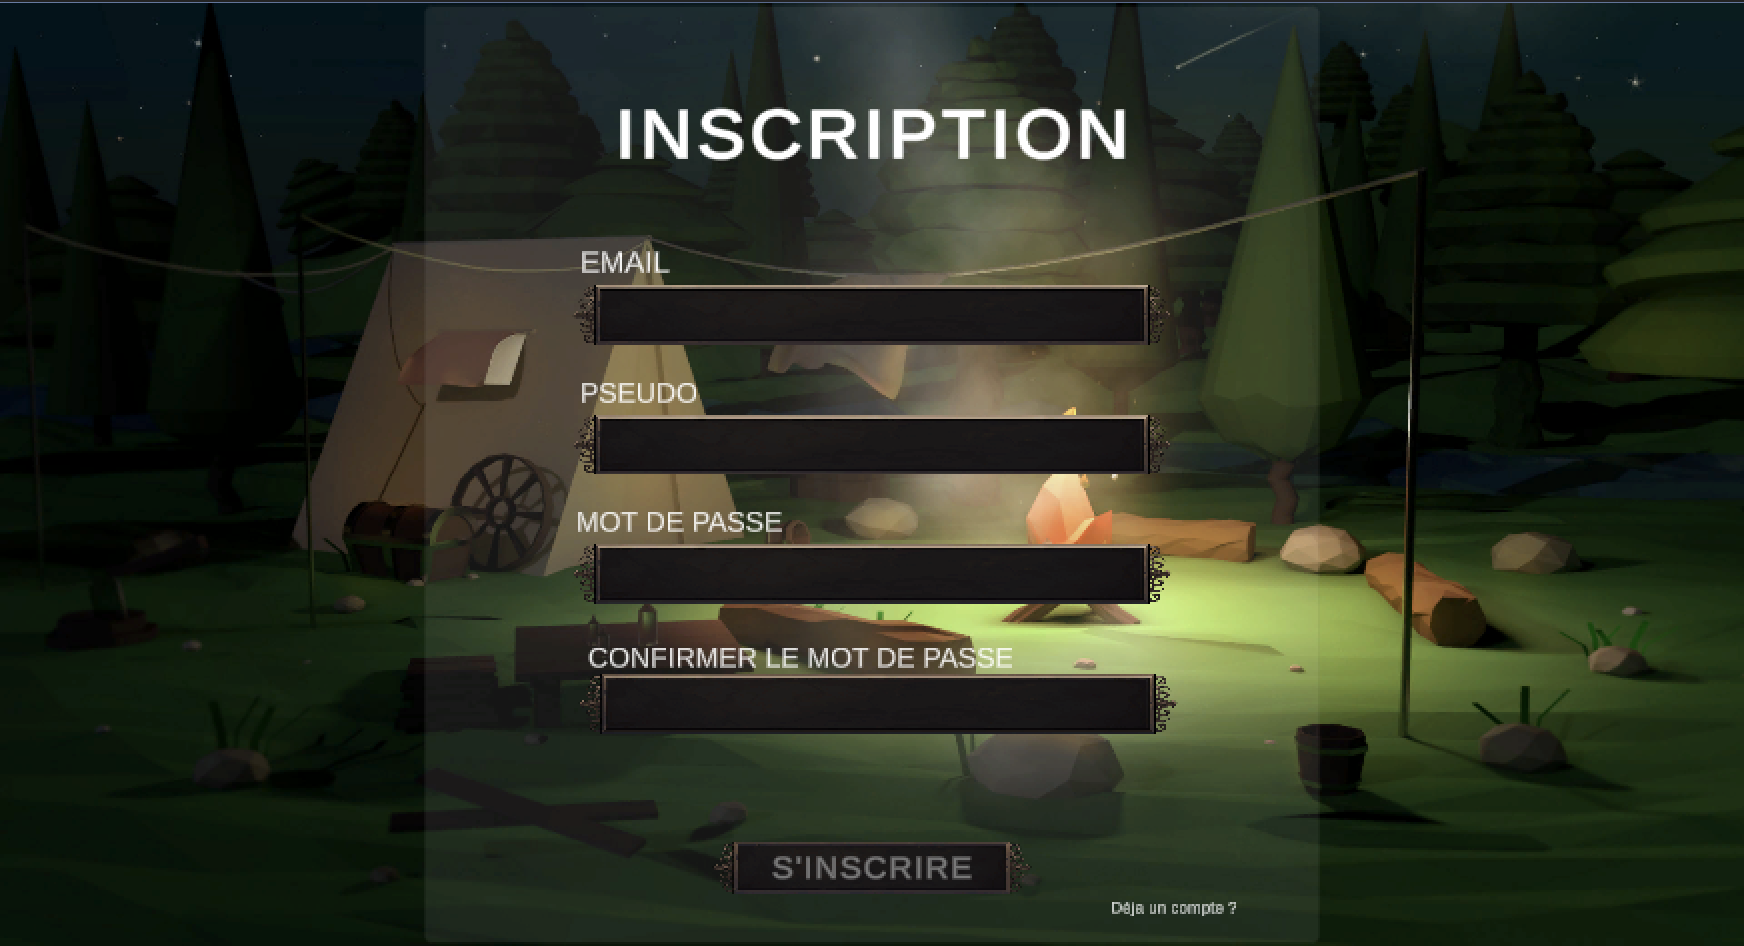 INSCRIPTION
EMAIL
PSEUDO
MOT DE PASSE
CONFIRMER LE MOT DE PASSE
S'INSCRIRE
Déja un compte ?